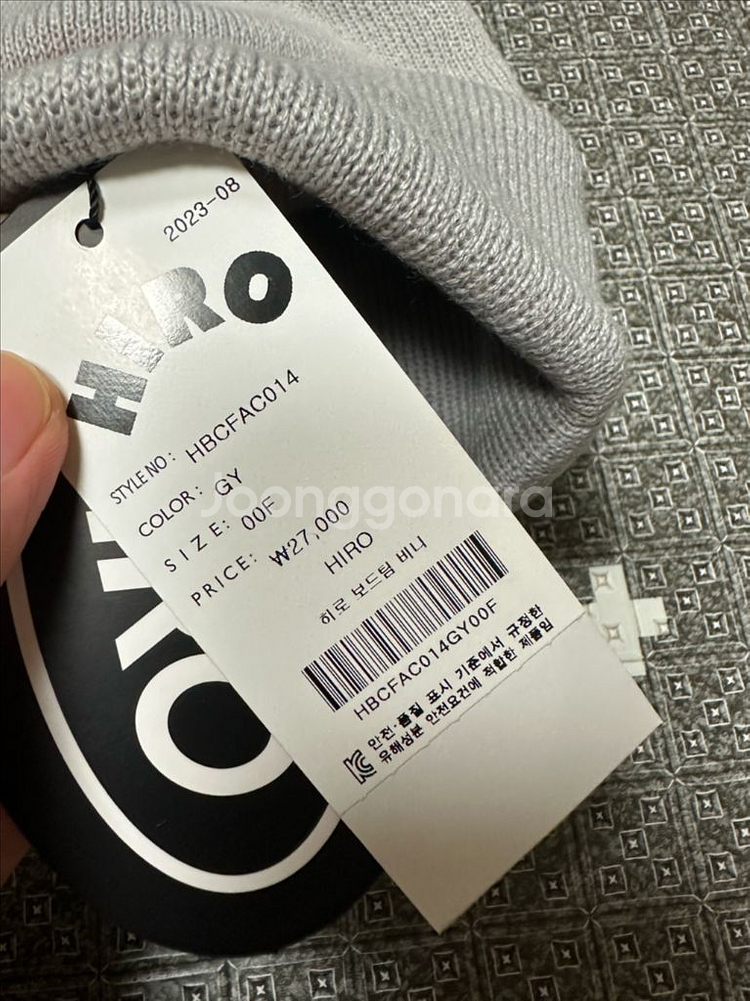 2023-08
HIRO
STYLE NO : HBCFAC014
COLOR : GY
SIZE: 00F
PRICE: ₩27,000
HIRO
히로 보드텀 비니
HBCFAC014GY00F
안전·품질 표시 기준에서 규정한
유해성분 안전요건에 적합한 제품임
Joonggonara